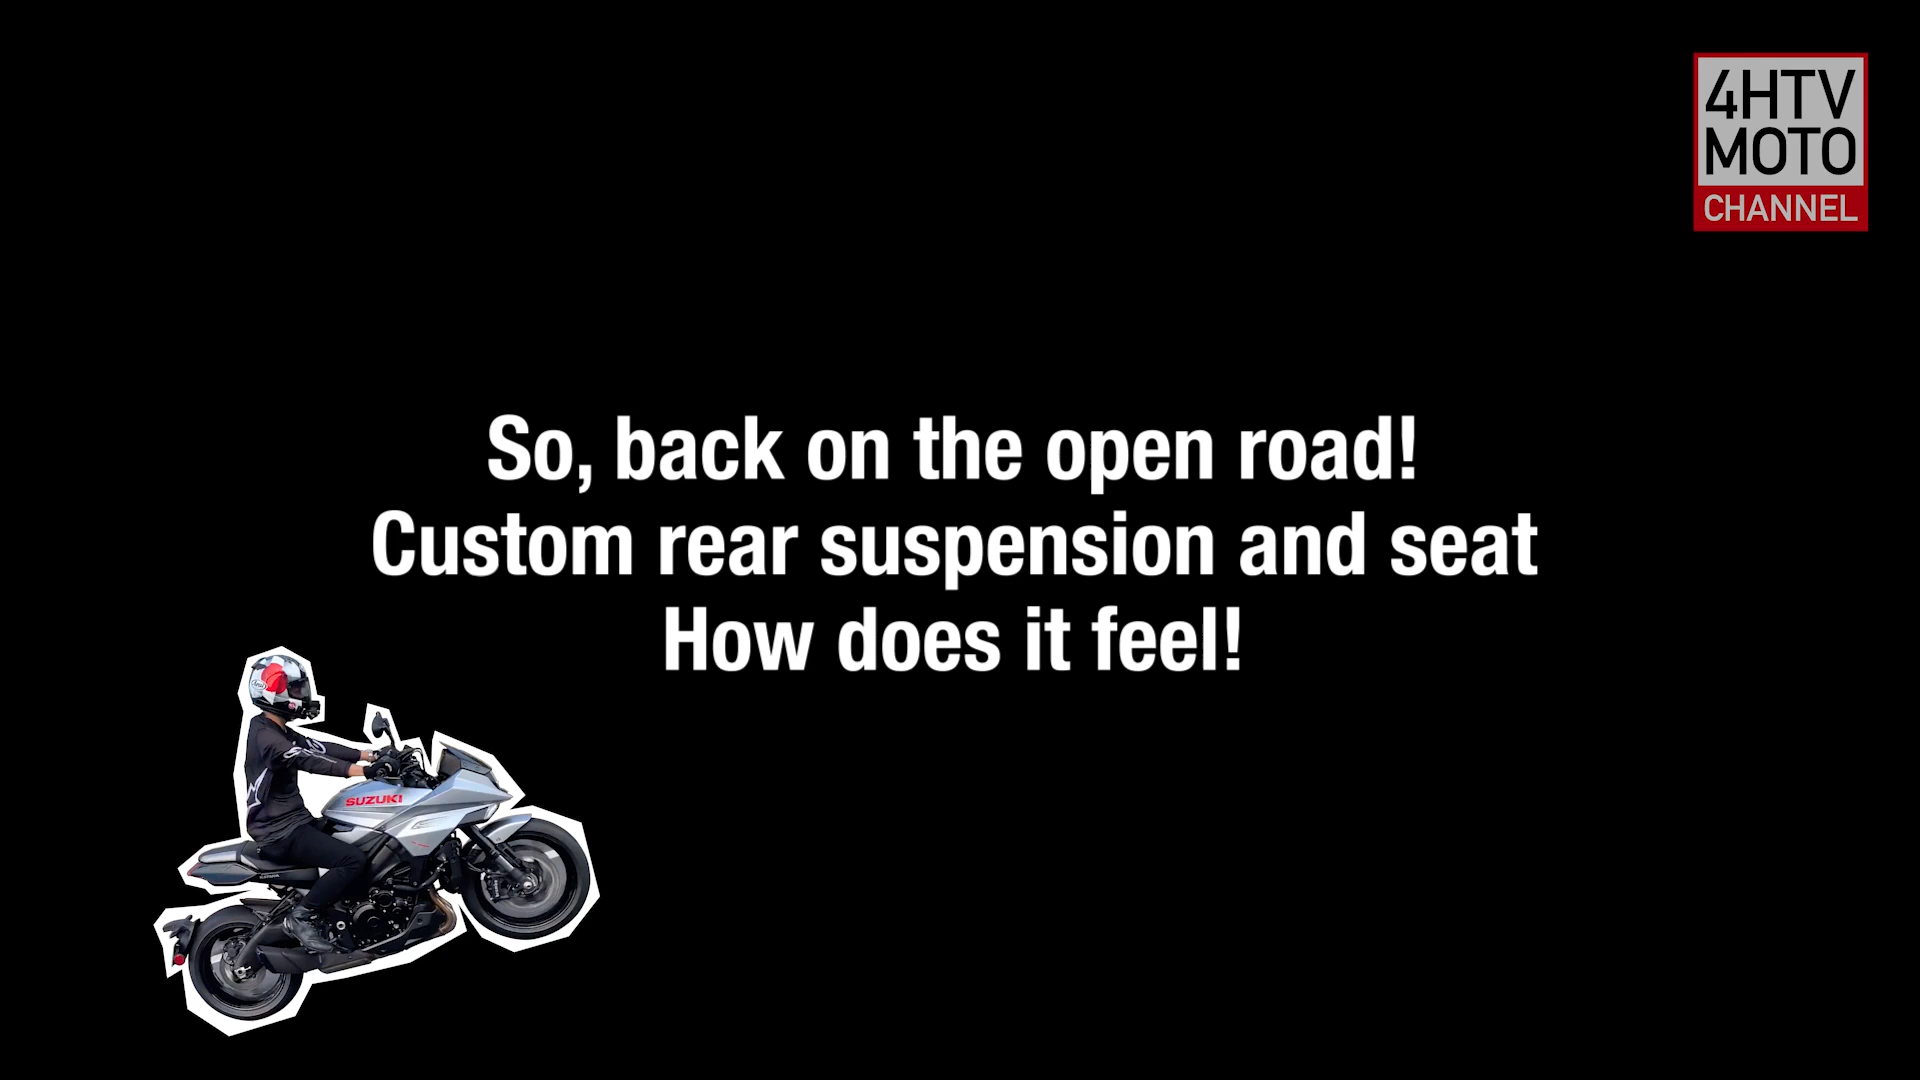 4HTV
MOTO
CHANNEL
So, back on the open road!
Custom rear suspension and seat
How does it feel!
SUZUKI